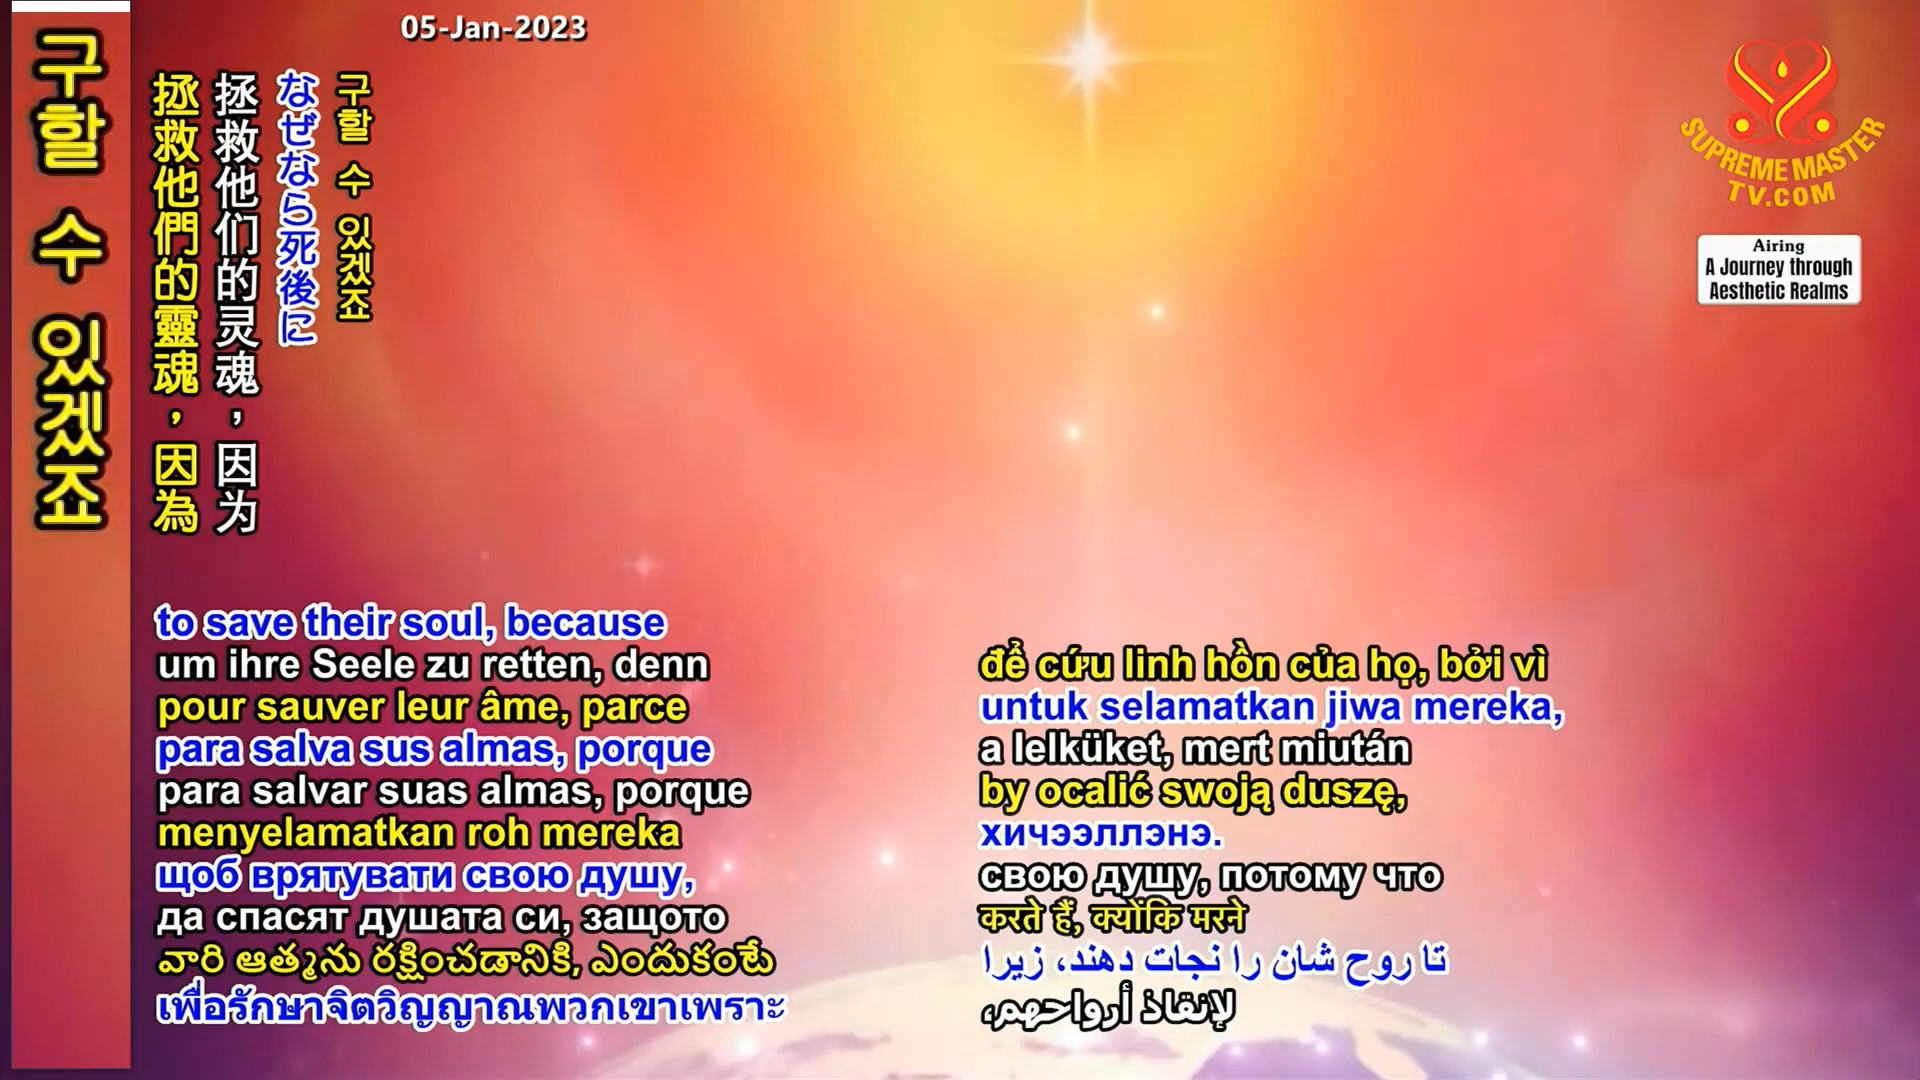 05-Jan-2023
구할 수 있겠죠
拯救他們的靈魂，因為
拯救他们的灵魂，因为
なぜなら死後に
구할 수 있겠죠
SUPREME MASTER
TV.COM
Airing
A Journey through
Aesthetic Realms
to save their soul, because
um ihre Seele zu retten, denn
pour sauver leur âme, parce
para salva sus almas, porque
para salvar suas almas, porque
menyelamatkan roh mereka
щоб врятувати свою душу,
да спасят душата си, защото
వారి ఆత్మను రక్షించడానికి, ఎందుకంటే
เพื่อรักษาจิตวิญญาณพวกเขาเพราะ
để cứu linh hồn của họ, bởi vì
untuk selamatkan jiwa mereka,
a lelküket, mert miután
by ocalić swoją duszę,
хичээллэнэ.
свою душу, потому что
करते हैं, क्योंकि मरने
تا روح شان را نجات دهند، زیرا
لإنقاذ أرواحهم،